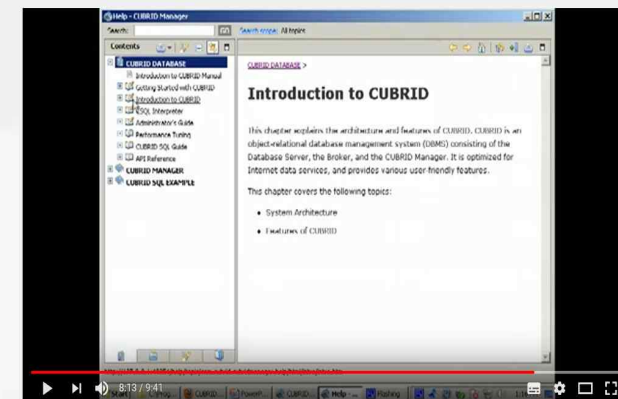 Help - CUBRID Manager
Search:
Search scope: All topics
Contents
CUBRID DATABASE
Introduction to CUBRID Manual
Getting Started with CUBRID
Introduction to CUBRID
CSQL Interpreter
Administrator's Guide
Performance Tuning
CUBRID SQL Guide
API Reference
CUBRID MANAGER
CUBRID SQL EXAMPLE
CUBRID DATABASE >
Introduction to CUBRID
This chapter explains the architecture and features of CUBRID. CUBRID is an
object-relational database management system (DBMS) consisting of the
Database Server, the Broker, and the CUBRID Manager. It is optimized for
Internet data services, and provides various user-friendly features.
This chapter covers the following topics:
• System Architecture
• Features of CUBRID
8:13 / 9:41
Start
CUBRID
Help - ...
Flashing